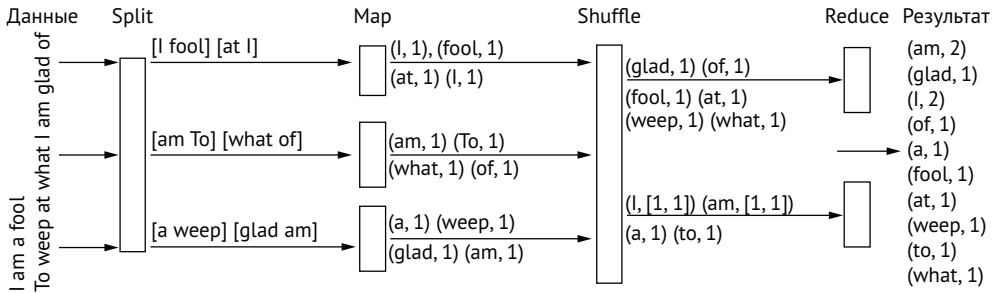 Данные Split Map Shuffle Reduce Результат
I am a fool
To weep at what I am glad of
[I fool] [at I]
[am To] [what of]
[a weep] [glad am]
(I, 1), (fool, 1)
(at, 1) (I, 1)
(am, 1) (To, 1)
(what, 1) (of, 1)
(a, 1) (weep, 1)
(glad, 1) (am, 1)
(glad, 1) (of, 1)
(fool, 1) (at, 1)
(weep, 1) (what, 1)
(I, [1, 1]) (am, [1, 1])
(a, 1) (to, 1)
(am, 2)
(glad, 1)
(I, 2)
(of, 1)
(a, 1)
(fool, 1)
(at, 1)
(weep, 1)
(to, 1)
(what, 1)